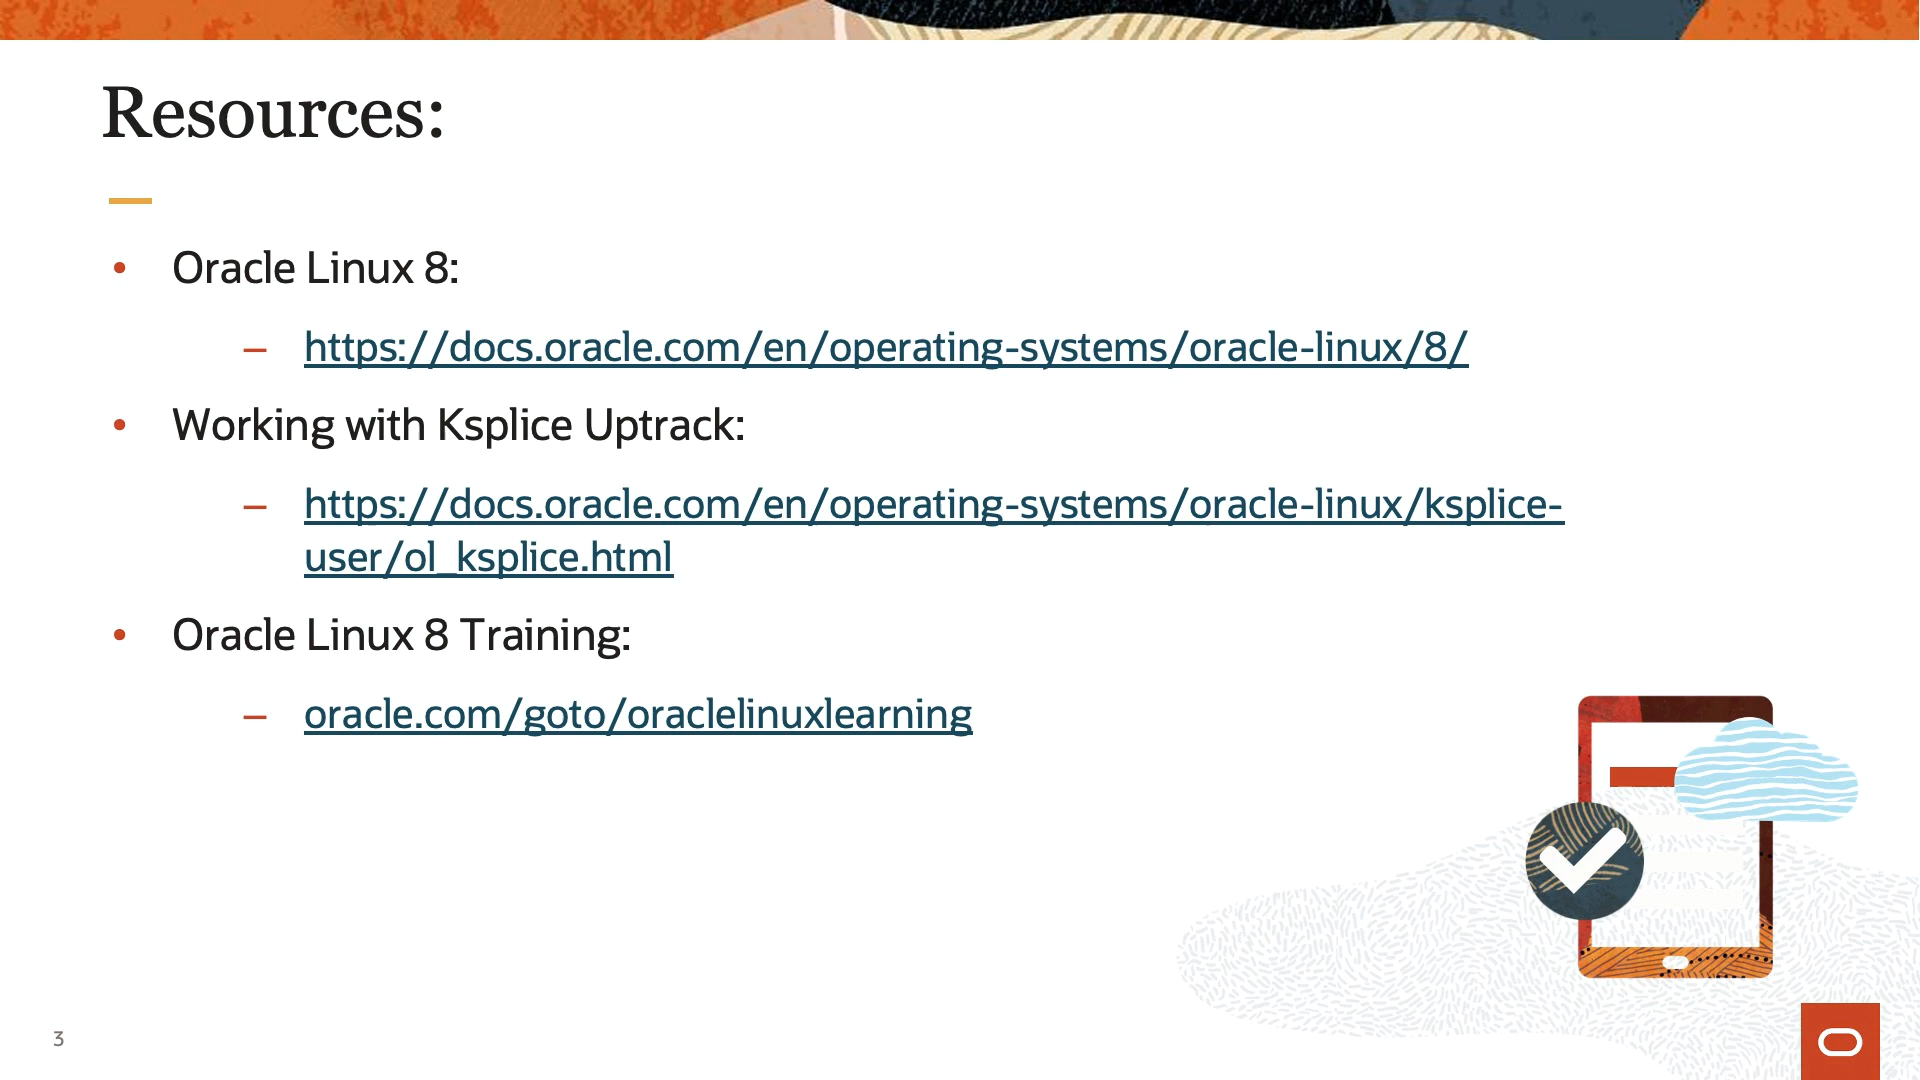 Resources:
• Oracle Linux 8:
– https://docs.oracle.com/en/operating-systems/oracle-linux/8/
• Working with Ksplice Uptrack:
– https://docs.oracle.com/en/operating-systems/oracle-linux/ksplice-
user/ol_ksplice.html
• Oracle Linux 8 Training:
– oracle.com/goto/oraclelinuxlearning
3